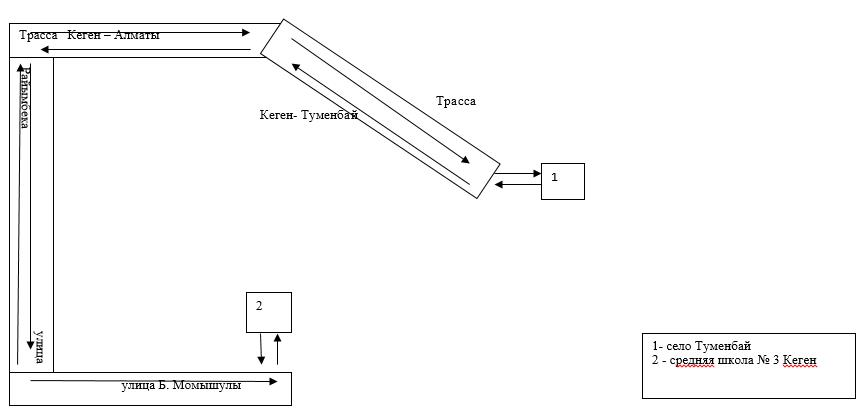 Трасса Кеген – Алматы
Райымбека
Трасса
Кеген- Туменбай
1
2
улица
улица Б. Момышулы
1- село Туменбай
2 - средняя школа № 3 Кеген